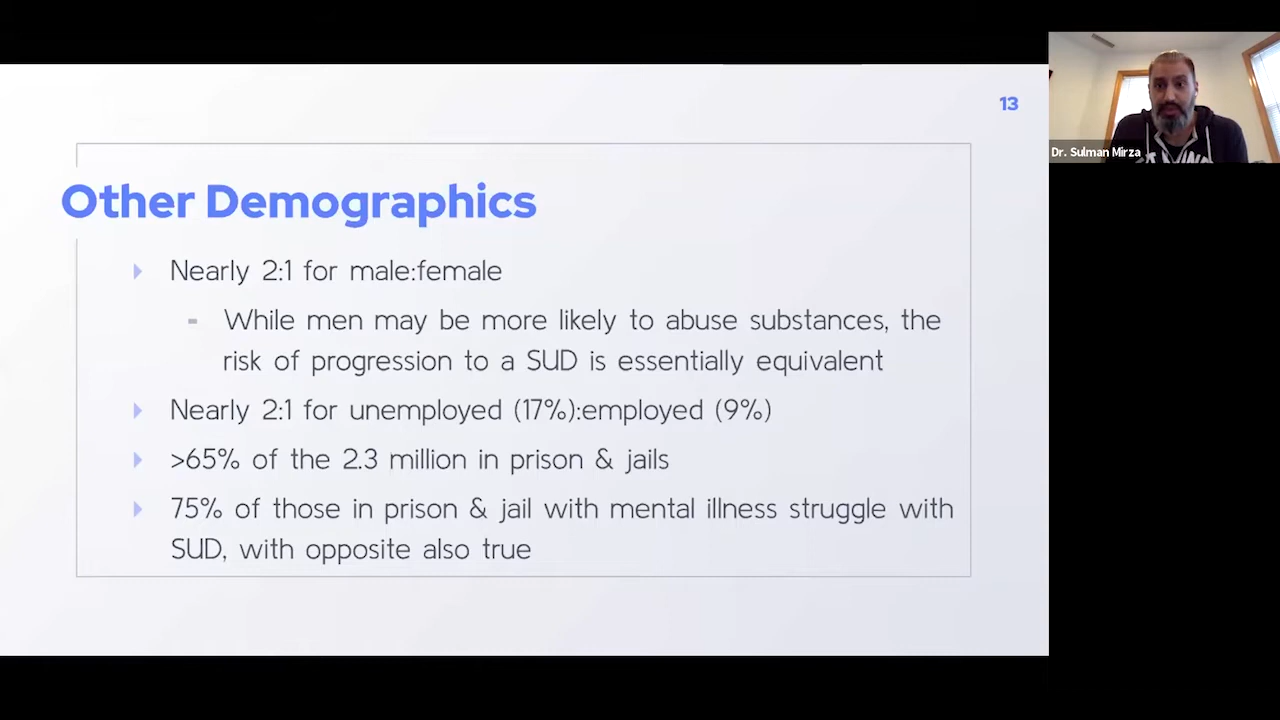 13
Dr. Sulman Mirza
Other Demographics
Nearly 2:1 for male:female
- While men may be more likely to abuse substances, the
risk of progression to a SUD is essentially equivalent
Nearly 2:1 for unemployed (17%):employed (9%)
>65% of the 2.3 million in prison & jails
75% of those in prison & jail with mental illness struggle with
SUD, with opposite also true